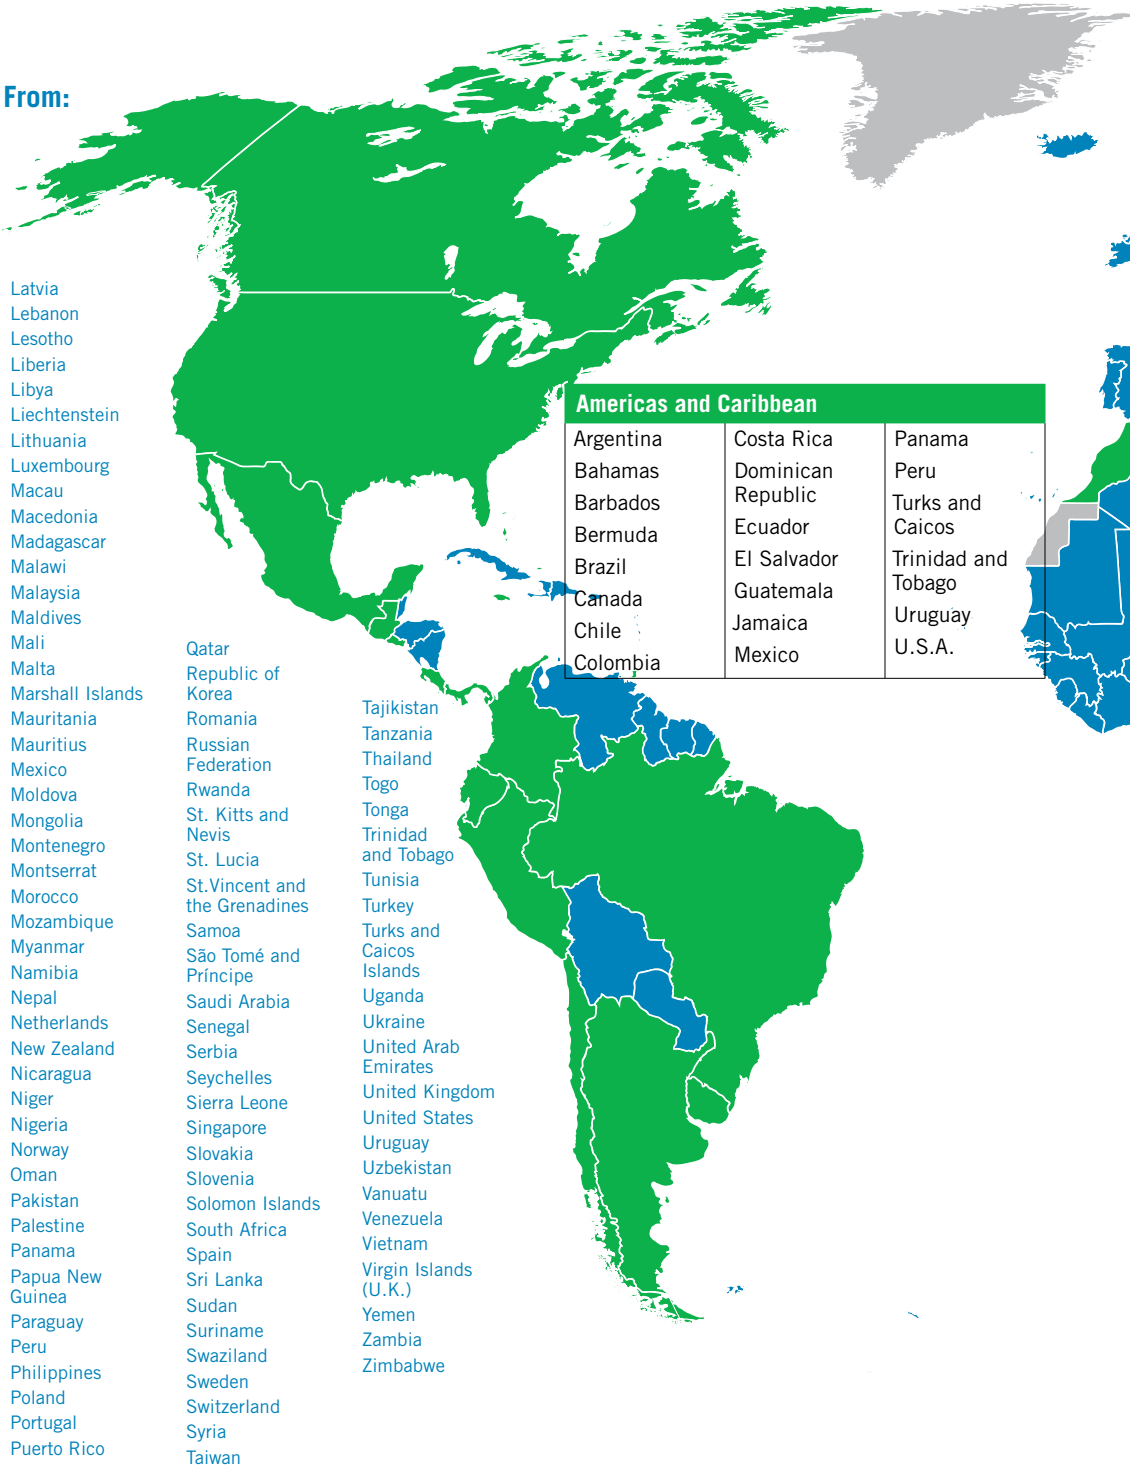 From:
Latvia
Lebanon
Lesotho
Liberia
Libya
Liechtenstein
Lithuania
Luxembourg
Macau
Macedonia
Madagascar
Malawi
Malaysia
Maldives
Mali
Malta
Marshall Islands
Mauritania
Mauritius
Mexico
Moldova
Mongolia
Montenegro
Montserrat
Morocco
Mozambique
Myanmar
Namibia
Nepal
Netherlands
New Zealand
Nicaragua
Niger
Nigeria
Norway
Oman
Pakistan
Palestine
Panama
Papua New
Guinea
Paraguay
Peru
Philippines
Poland
Portugal
Puerto Rico
Qatar
Republic of
Korea
Romania
Russian
Federation
Rwanda
St. Kitts and
Nevis
St. Lucia
St.Vincent and
the Grenadines
Samoa
São Tomé and
Príncipe
Saudi Arabia
Senegal
Serbia
Seychelles
Sierra Leone
Singapore
Slovakia
Slovenia
Solomon Islands
South Africa
Spain
Sri Lanka
Sudan
Suriname
Swaziland
Sweden
Switzerland
Syria
Taiwan
Tajikistan
Tanzania
Thailand
Togo
Tonga
Trinidad
and Tobago
Tunisia
Turkey
Turks and
Caicos
Islands
Uganda
Ukraine
United Arab
Emirates
United Kingdom
United States
Uruguay
Uzbekistan
Vanuatu
Venezuela
Vietnam
Virgin Islands
(U.K.)
Yemen
Zambia
Zimbabwe
Americas and Caribbean
Argentina
Bahamas
Barbados
Bermuda
Brazil
Canada
Chile
Colombia
Costa Rica
Dominican
Republic
Ecuador
El Salvador
Guatemala
Jamaica
Mexico
Panama
Peru
Turks and
Caicos
Trinidad and
Tobago
Uruguay
U.S.A.